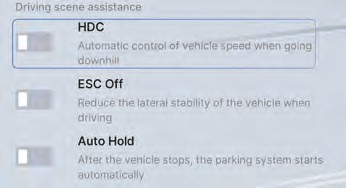 Driving scene assistance
HDC
Automatic control of vehicle speed when going
downhill
ESC Off
Reduce the lateral stability of the vehicle when
driving
Auto Hold
After the vehicle stops, the parking system starts
automatically